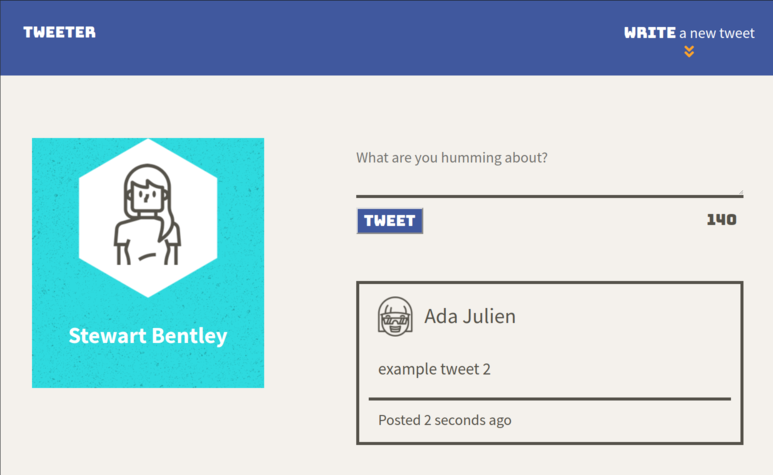 TWEETER
WRITE a new tweet
Stewart Bentley
What are you humming about?
TWEET
140
Ada Julien
example tweet 2
Posted 2 seconds ago